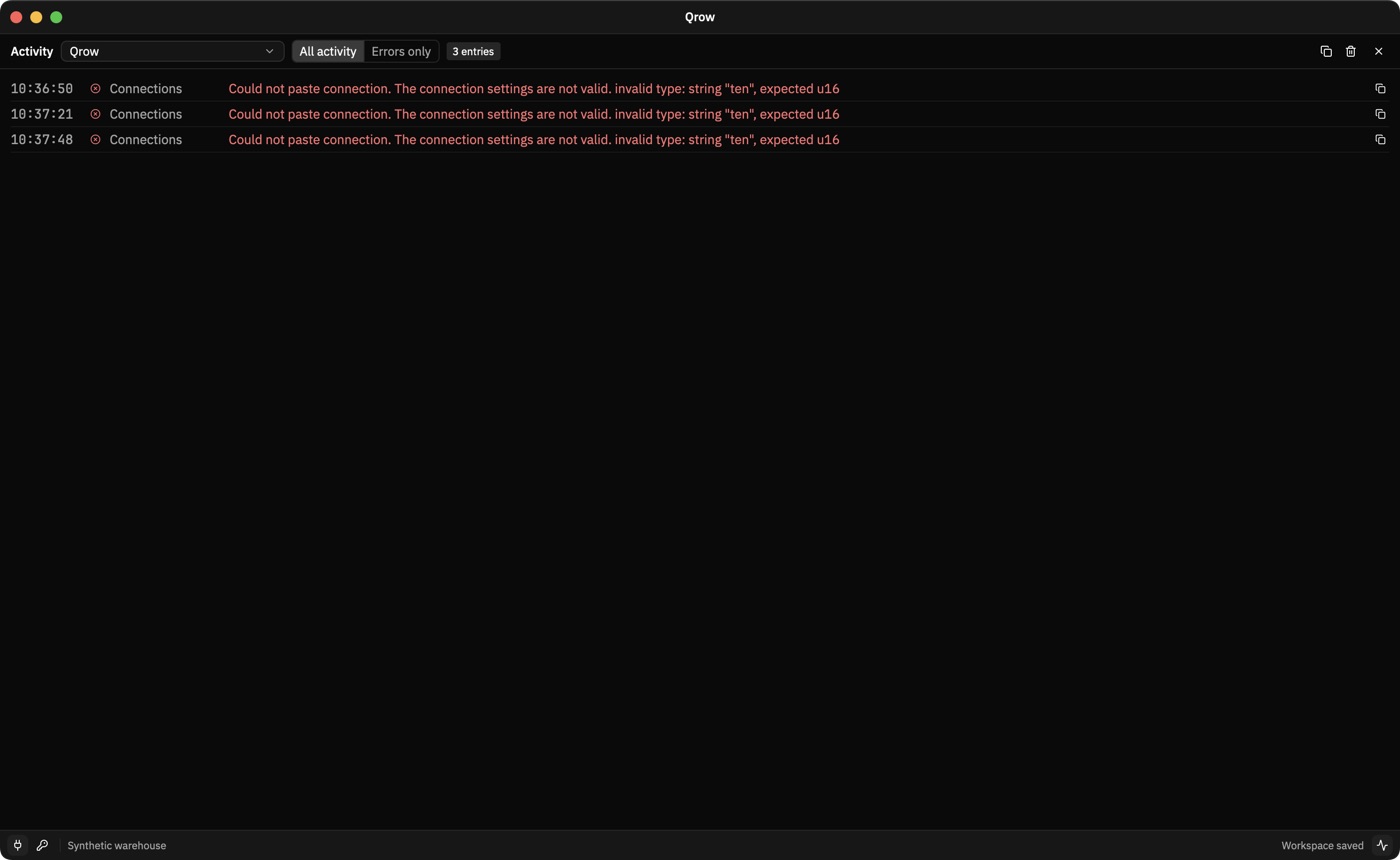 Qrow
Activity Qrow All activity Errors only 3 entries
10:36:50 Connections Could not paste connection. The connection settings are not valid. invalid type: string "ten", expected u16
10:37:21 Connections Could not paste connection. The connection settings are not valid. invalid type: string "ten", expected u16
10:37:48 Connections Could not paste connection. The connection settings are not valid. invalid type: string "ten", expected u16
Synthetic warehouse Workspace saved